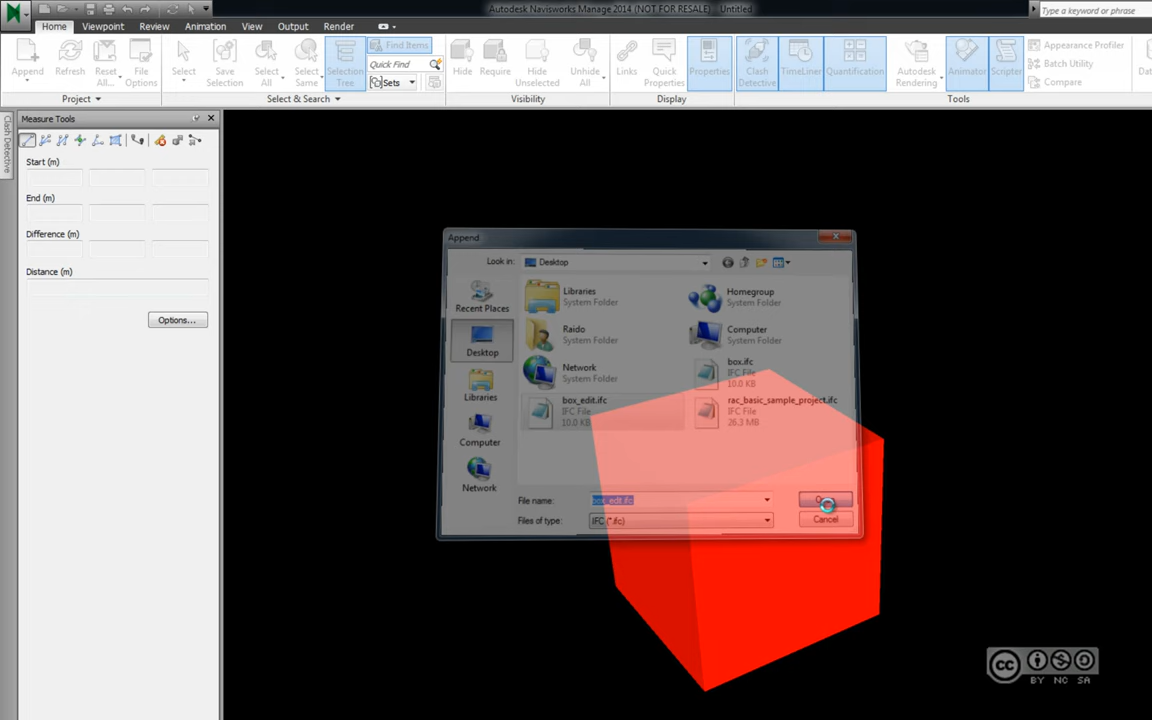 Autodesk Navisworks Manage 2014 (NOT FOR RESALE) Untitled
Type a keyword or phrase
Home Viewpoint Review Animation View Output Render
Append Refresh Reset All... File Options
Project
Select Save Selection Select All Select Same Selection Tree
Find Items
Quick Find
Sets
Select & Search
Hide Require Hide Unselected Unhide All
Visibility
Links Quick Properties Properties
Display
Clash Detective TimeLiner Quantification Autodesk Rendering Animator Scripter
Appearance Profiler
Batch Utility
Compare
Tools
Clash Detective
Measure Tools
Start (m)
End (m)
Difference (m)
Distance (m)
Options...
Append
Look in: Desktop
Recent Places
Desktop
Libraries
Computer
Network
Libraries
System Folder
Homegroup
System Folder
Raido
System Folder
Computer
System Folder
Network
System Folder
box.ifc
IFC File
10.0 KB
box_edit.ifc
IFC File
10.0 KB
rac_basic_sample_project.ifc
IFC File
26.3 MB
File name: box_edit.ifc
Files of type: IFC (*.ifc)
Cancel
cc
BY NC SA